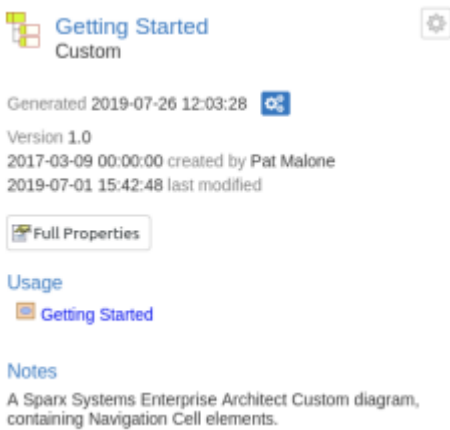 Getting Started
Custom
Generated 2019-07-26 12:03:28
Version 1.0
2017-03-09 00:00:00 created by Pat Malone
2019-07-01 15:42:48 last modified
Full Properties
Usage
Getting Started
Notes
A Sparx Systems Enterprise Architect Custom diagram,
containing Navigation Cell elements.